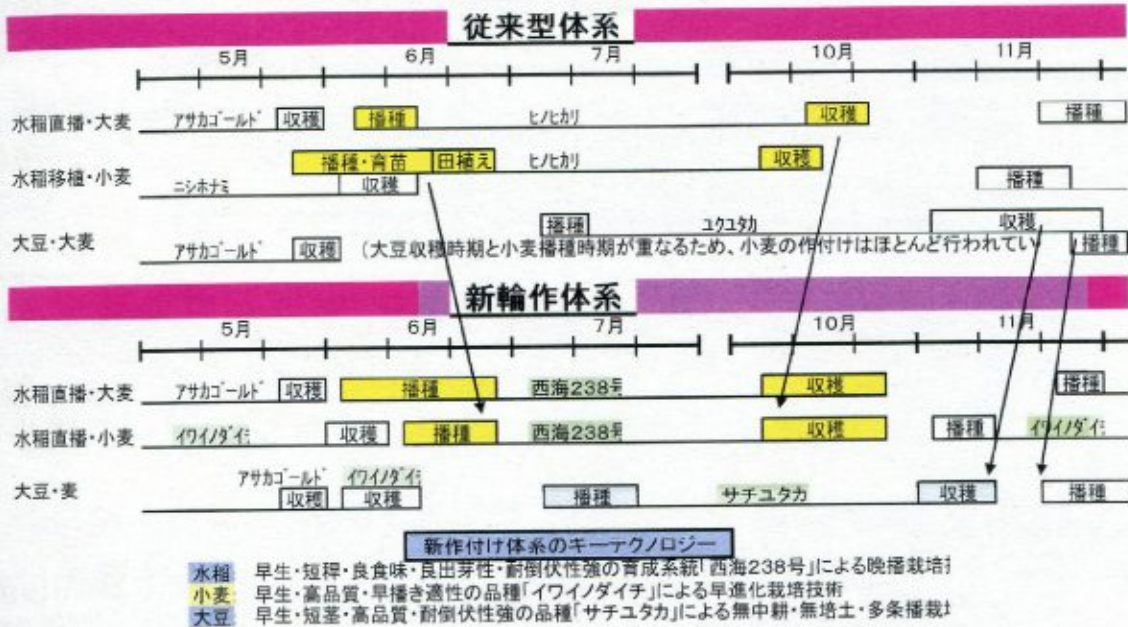 従来型体系
5月 6月 7月 10月 11月
水稲直播・大麦 アサカゴールド 収穫 播種 ヒノヒカリ 収穫 播種
水稲移植・小麦 播種・育苗 田植え ヒノヒカリ 収穫 播種
ニシホナミ 収穫
大豆・大麦 播種 ユクユタカ 収穫
アサカゴールド 収穫 (大豆収穫時期と小麦播種時期が重なるため、小麦の作付けはほとんど行われてい 播種
新輪作体系
5月 6月 7月 10月 11月
水稲直播・大麦 アサカゴールド 収穫 播種 西海238号 収穫 播種
水稲直播・小麦 イワイノダイチ 収穫 播種 西海238号 収穫 播種 イワイノダイチ
大豆・麦 アサカゴールド イワイノダイチ サチユタカ
収穫 収穫 播種 収穫 播種
新作付け体系のキーテクノロジー
水稲 早生・短稈・良食味・良出芽性・耐倒伏性強の育成系統「西海238号」による晩播栽培
小麦 早生・高品質・早播き適性の品種「イワイノダイチ」による早進化栽培技術
大豆 早生・短茎・高品質・耐倒伏性強の品種「サチユタカ」による無中耕・無培土・多条播栽